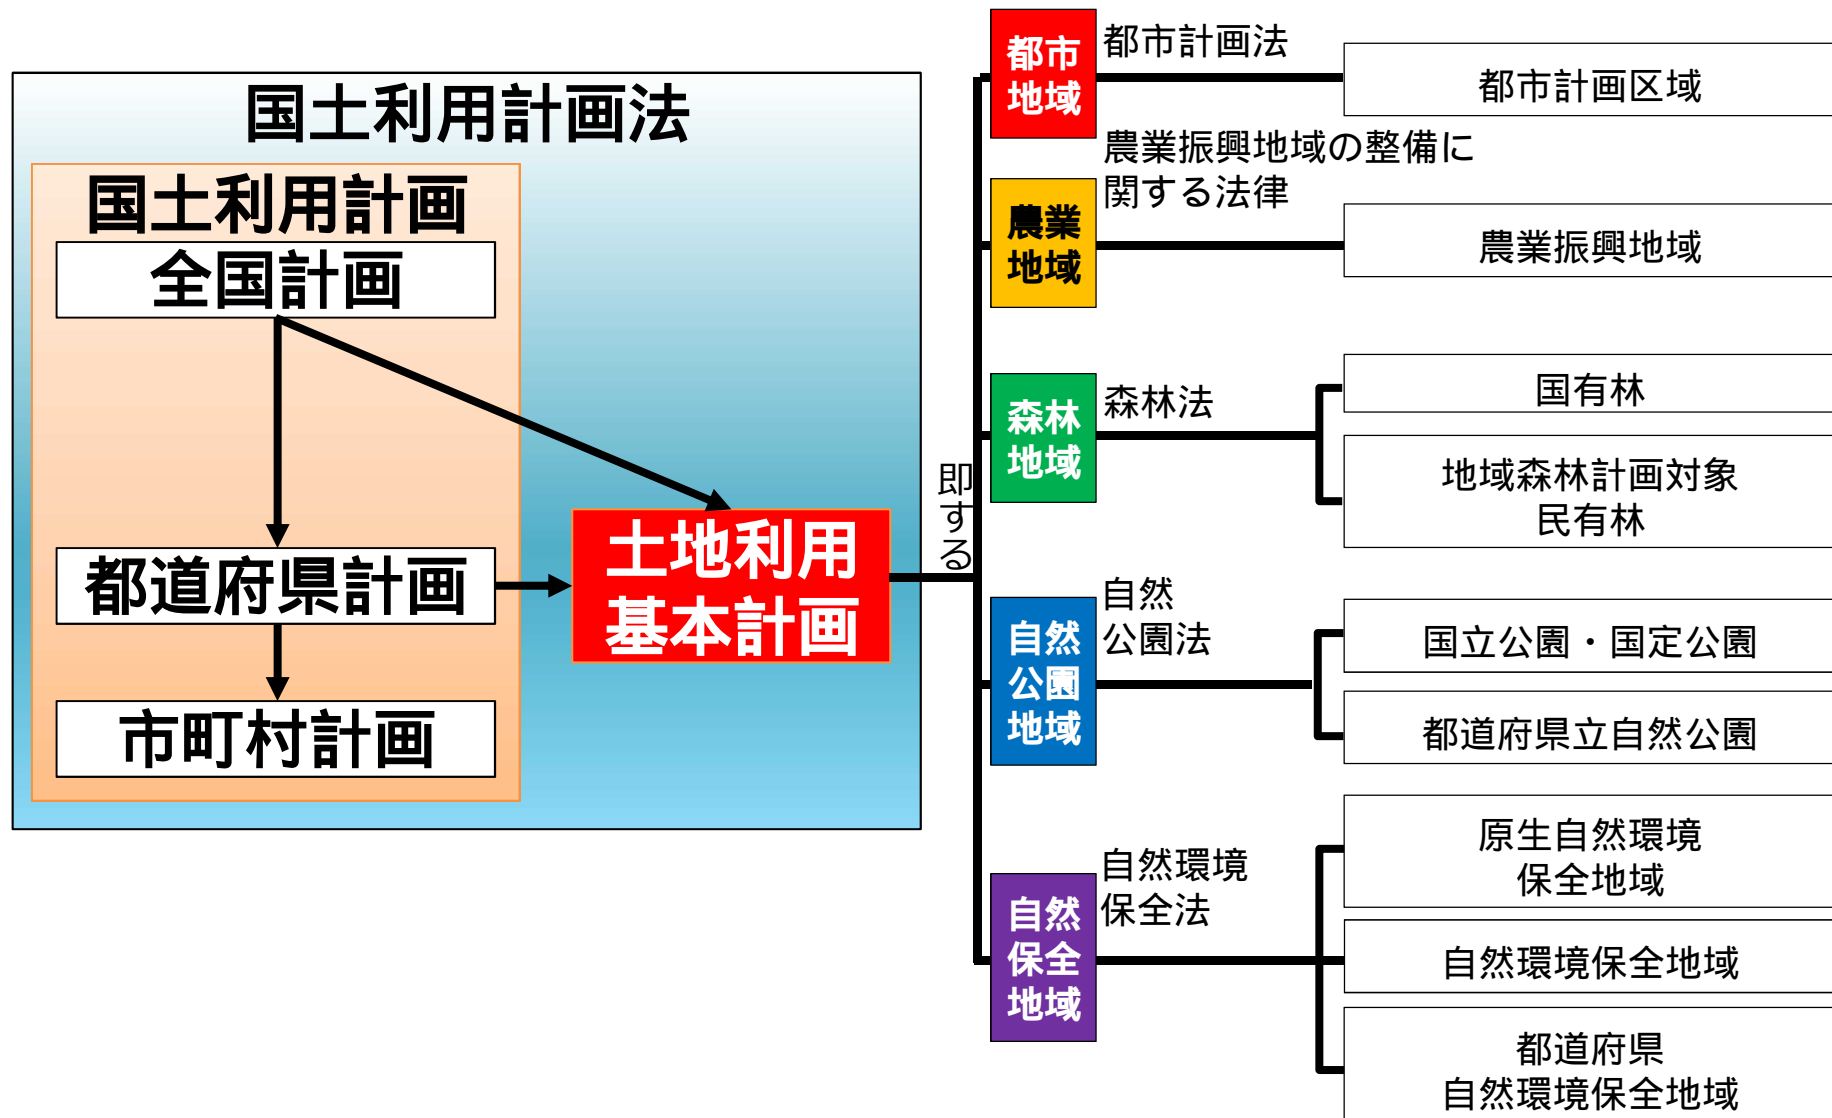 国土利用計画法
国土利用計画
全国計画
都道府県計画
市町村計画
土地利用
基本計画
即する
都市
地域
都市計画法
都市計画区域
農業
地域
農業振興地域の整備に
関する法律
農業振興地域
森林
地域
森林法
国有林
地域森林計画対象
民有林
自然
公園
地域
自然
公園法
国立公園・国定公園
都道府県立自然公園
自然
保全
地域
自然環境
保全法
原生自然環境
保全地域
自然環境保全地域
都道府県
自然環境保全地域